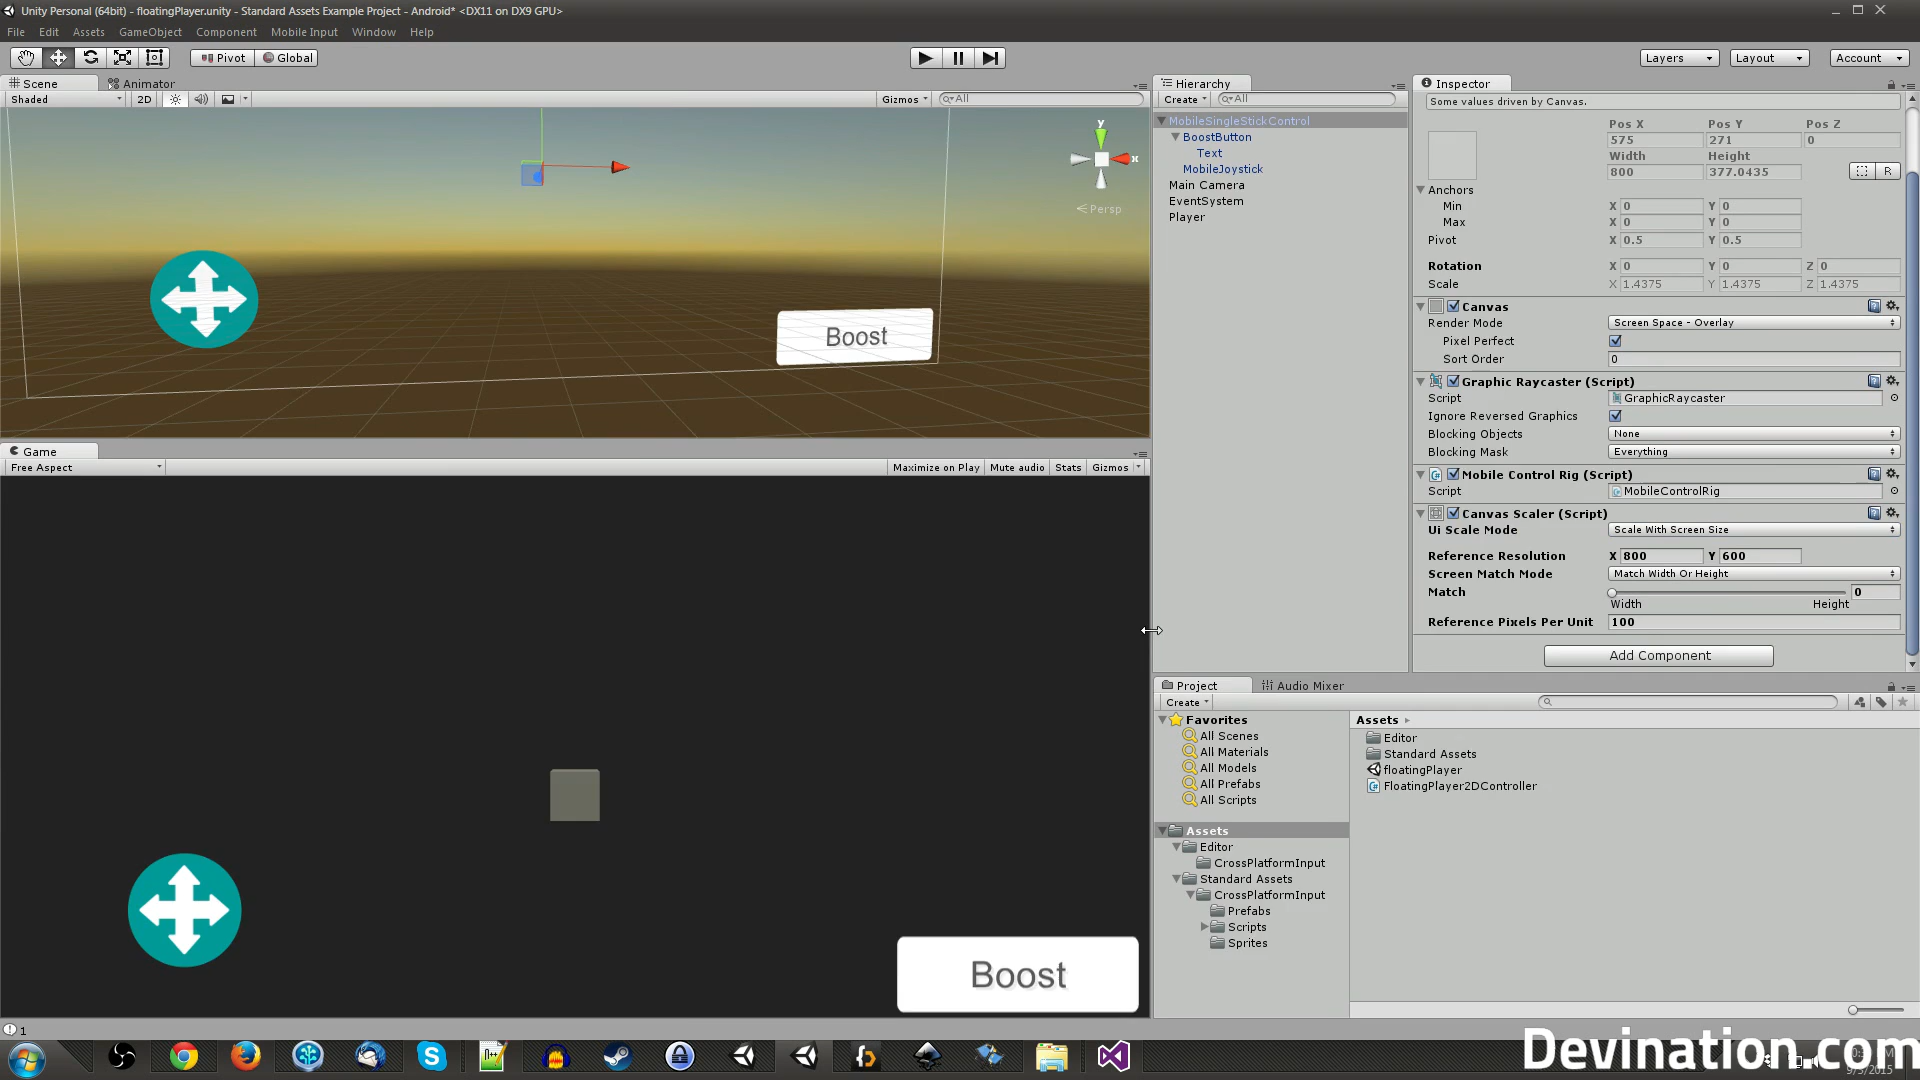 Unity Personal (64bit) - floatingPlayer.unity - Standard Assets Example Project - Android* <DX11 on DX9 GPU>
File Edit Assets GameObject Component Mobile Input Window Help
Pivot Global Layers Layout Account
Scene Animator
Shaded 2D Gizmos All
y
x
Persp
Boost
Game
Free Aspect Maximize on Play Mute audio Stats Gizmos
Boost
Hierarchy
Create All
MobileSingleStickControl
BoostButton
Text
MobileJoystick
Main Camera
EventSystem
Player
Inspector
Some values driven by Canvas.
Pos X Pos Y Pos Z
575 271 0
Width Height
800 377.0435 R
Anchors
Min X 0 Y 0
Max X 0 Y 0
Pivot X 0.5 Y 0.5
Rotation X 0 Y 0 Z 0
Scale X 1.4375 Y 1.4375 Z 1.4375
Canvas
Render Mode Screen Space - Overlay
Pixel Perfect
Sort Order 0
Graphic Raycaster (Script)
Script GraphicRaycaster
Ignore Reversed Graphics
Blocking Objects None
Blocking Mask Everything
Mobile Control Rig (Script)
Script MobileControlRig
Canvas Scaler (Script)
Ui Scale Mode Scale With Screen Size
Reference Resolution X 800 Y 600
Screen Match Mode Match Width Or Height
Match 0
Width Height
Reference Pixels Per Unit 100
Add Component
Project Audio Mixer
Create
Favorites
All Scenes
All Materials
All Models
All Prefabs
All Scripts
Assets
Editor
CrossPlatformInput
Standard Assets
CrossPlatformInput
Prefabs
Scripts
Sprites
Assets
Editor
Standard Assets
floatingPlayer
FloatingPlayer2DController
1
Devination.com